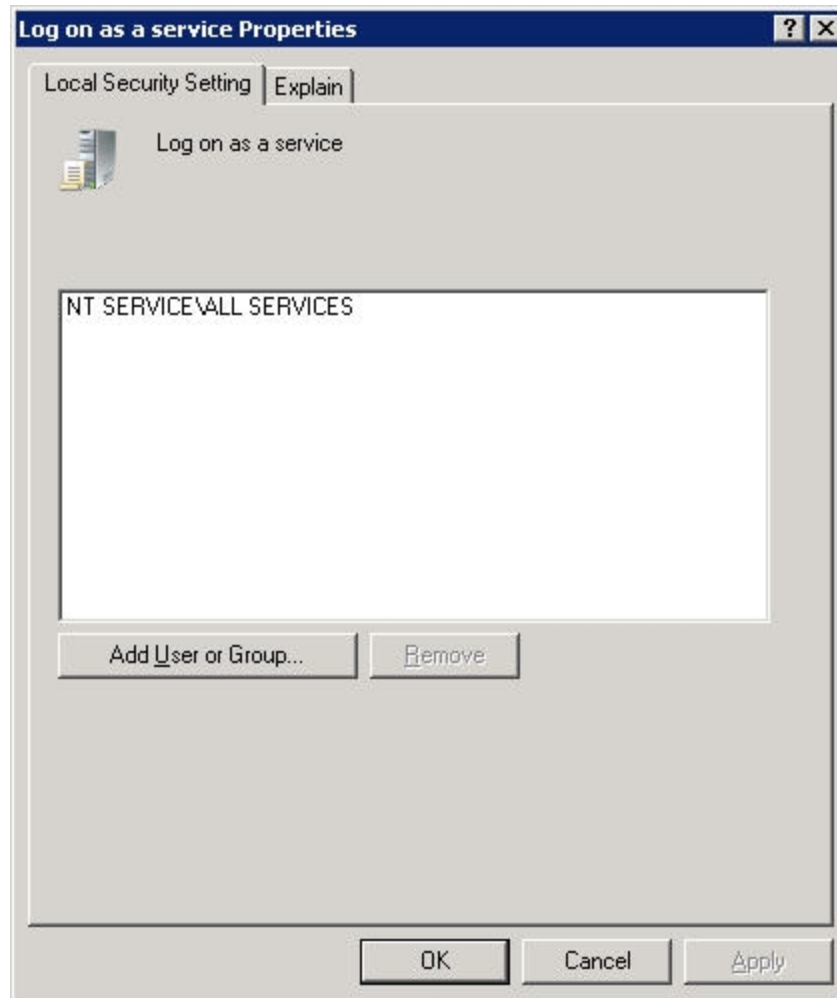 Log on as a service Properties
Local Security Setting Explain
Log on as a service
NT SERVICE\ALL SERVICES
Add User or Group... Remove
OK Cancel Apply